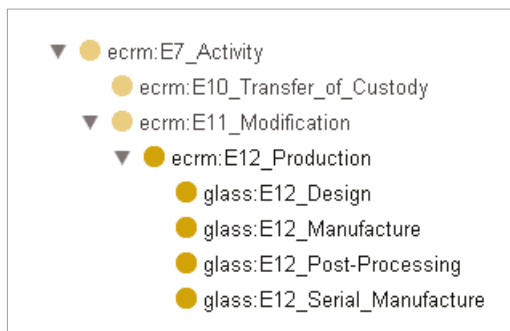 ecrm:E7_Activity
ecrm:E10_Transfer_of_Custody
ecrm:E11_Modification
ecrm:E12_Production
glass:E12_Design
glass:E12_Manufacture
glass:E12_Post-Processing
glass:E12_Serial_Manufacture